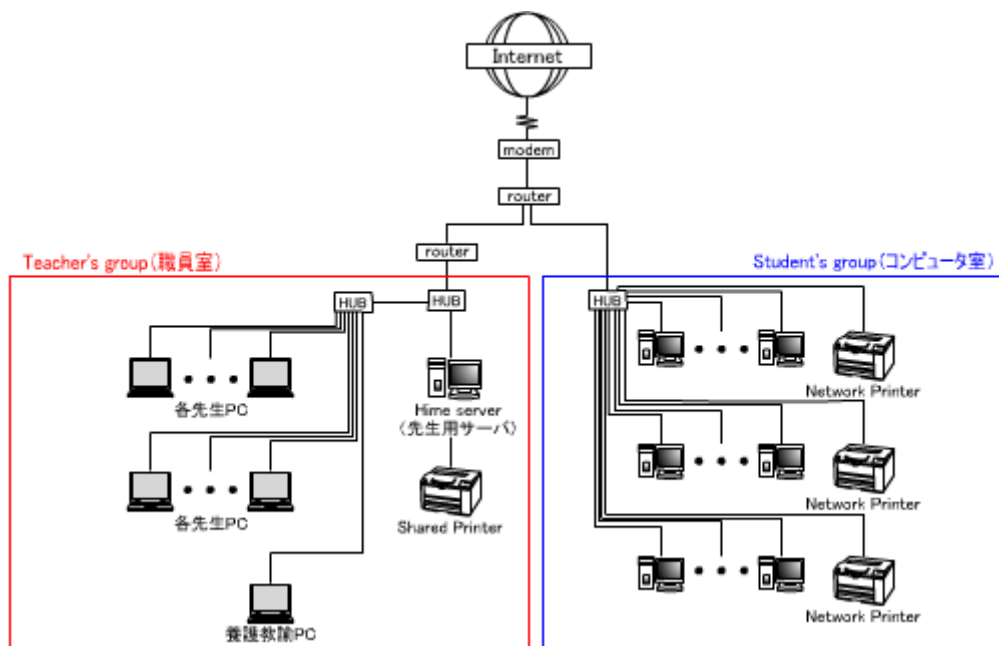 Internet
modem
router
router
Teacher's group(職員室)
Student's group(コンピュータ室)
HUB
HUB
HUB
各先生PC
Hime server
(先生用サーバ)
Network Printer
各先生PC
Shared Printer
Network Printer
養護教諭PC
Network Printer